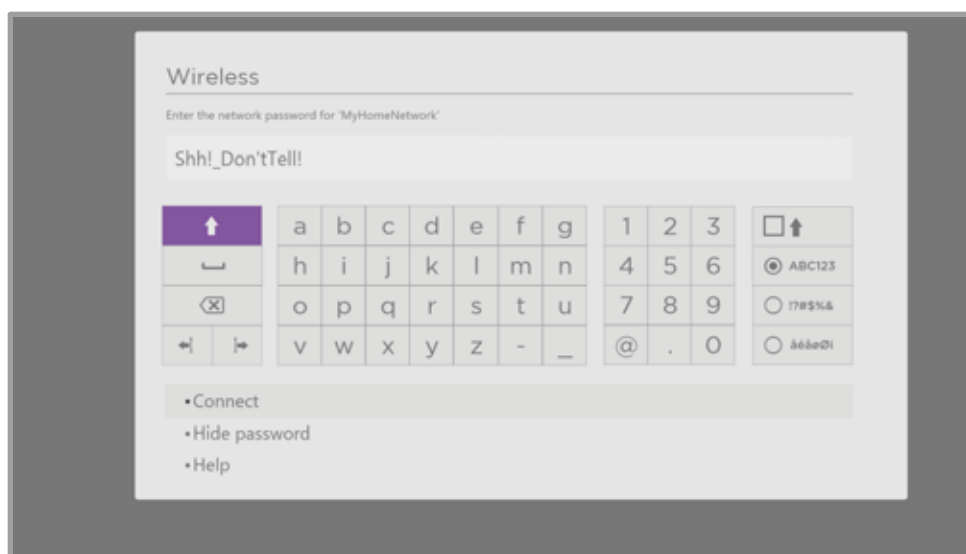 Wireless
Enter the network password for 'MyHomeNetwork'
Shh!_Don'tTell!
a b c d e f g 1 2 3
h i j k l m n 4 5 6 ABC123
o p q r s t u 7 8 9 !?#$%&
v w x y z - _ @ . 0 àéåøØí
•Connect
•Hide password
•Help